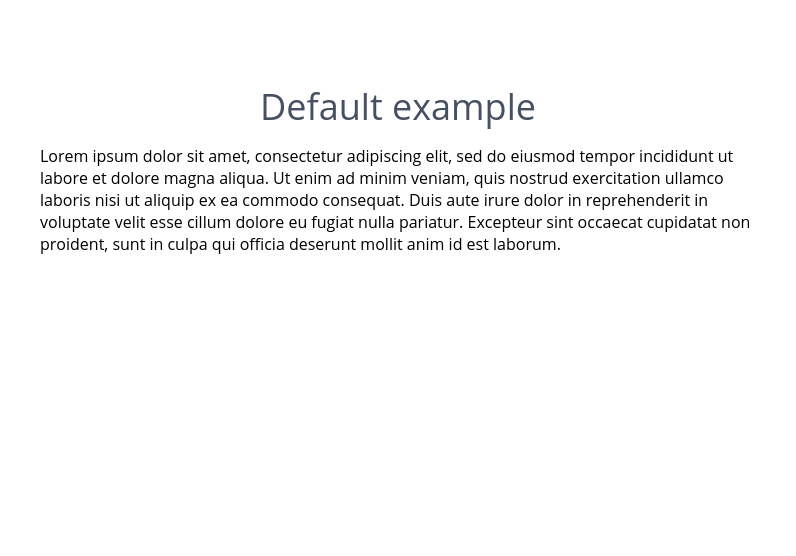 Default example
Lorem ipsum dolor sit amet, consectetur adipiscing elit, sed do eiusmod tempor incididunt ut
labore et dolore magna aliqua. Ut enim ad minim veniam, quis nostrud exercitation ullamco
laboris nisi ut aliquip ex ea commodo consequat. Duis aute irure dolor in reprehenderit in
voluptate velit esse cillum dolore eu fugiat nulla pariatur. Excepteur sint occaecat cupidatat non
proident, sunt in culpa qui officia deserunt mollit anim id est laborum.